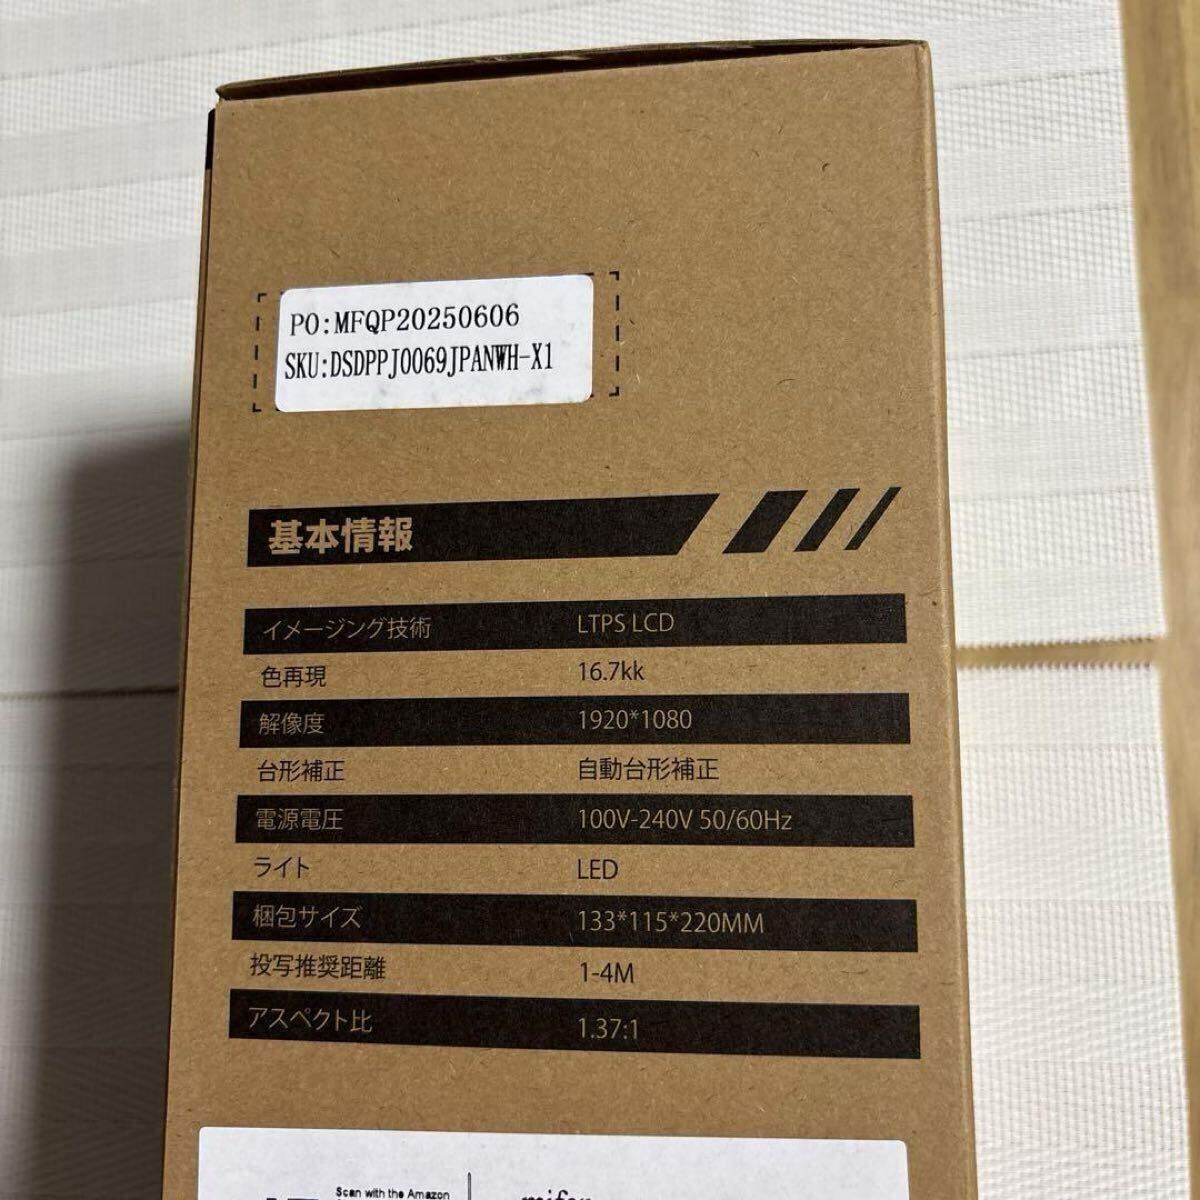 PO:MFQP20250606
SKU:DSDPPJ0069JPANWH-X1
基本情報
イメージング技術 LTPS LCD
色再現 16.7kk
解像度 1920*1080
台形補正 自動台形補正
電源電圧 100V-240V 50/60Hz
ライト LED
梱包サイズ 133*115*220MM
投写推奨距離 1-4M
アスペクト比 1.37:1
Scan with the Amazon